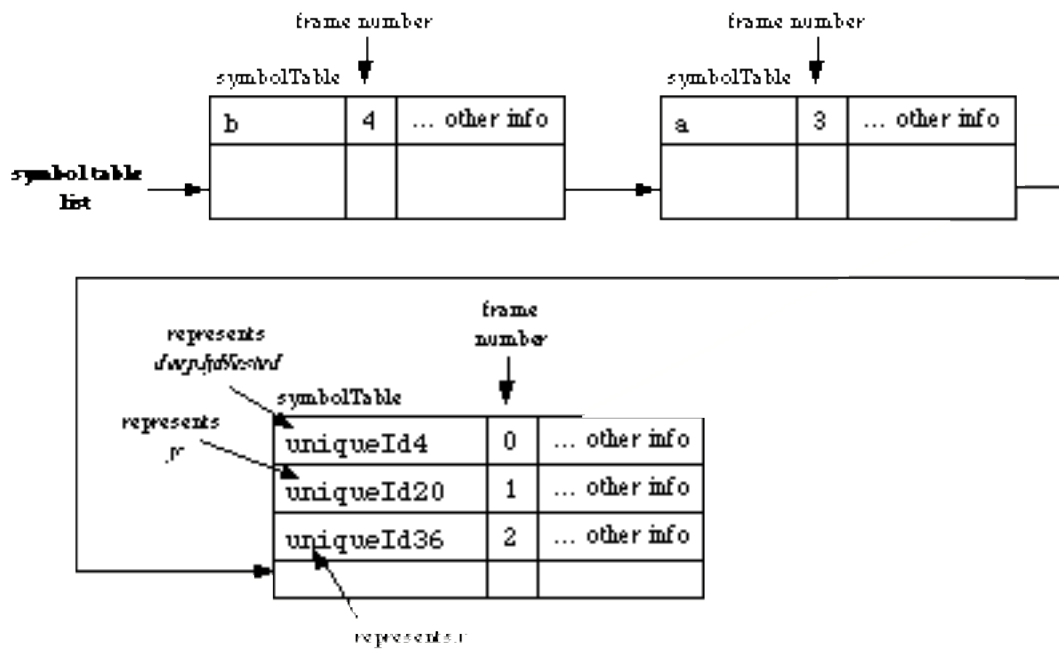 frame number
frame number
symbolTable
symbolTable
b 4 ... other info
a 3 ... other info
symbol table
list
frame
number
represents
symbolTable
represents
uniqueId4 0 ... other info
uniqueId20 1 ... other info
uniqueId36 2 ... other info
represents